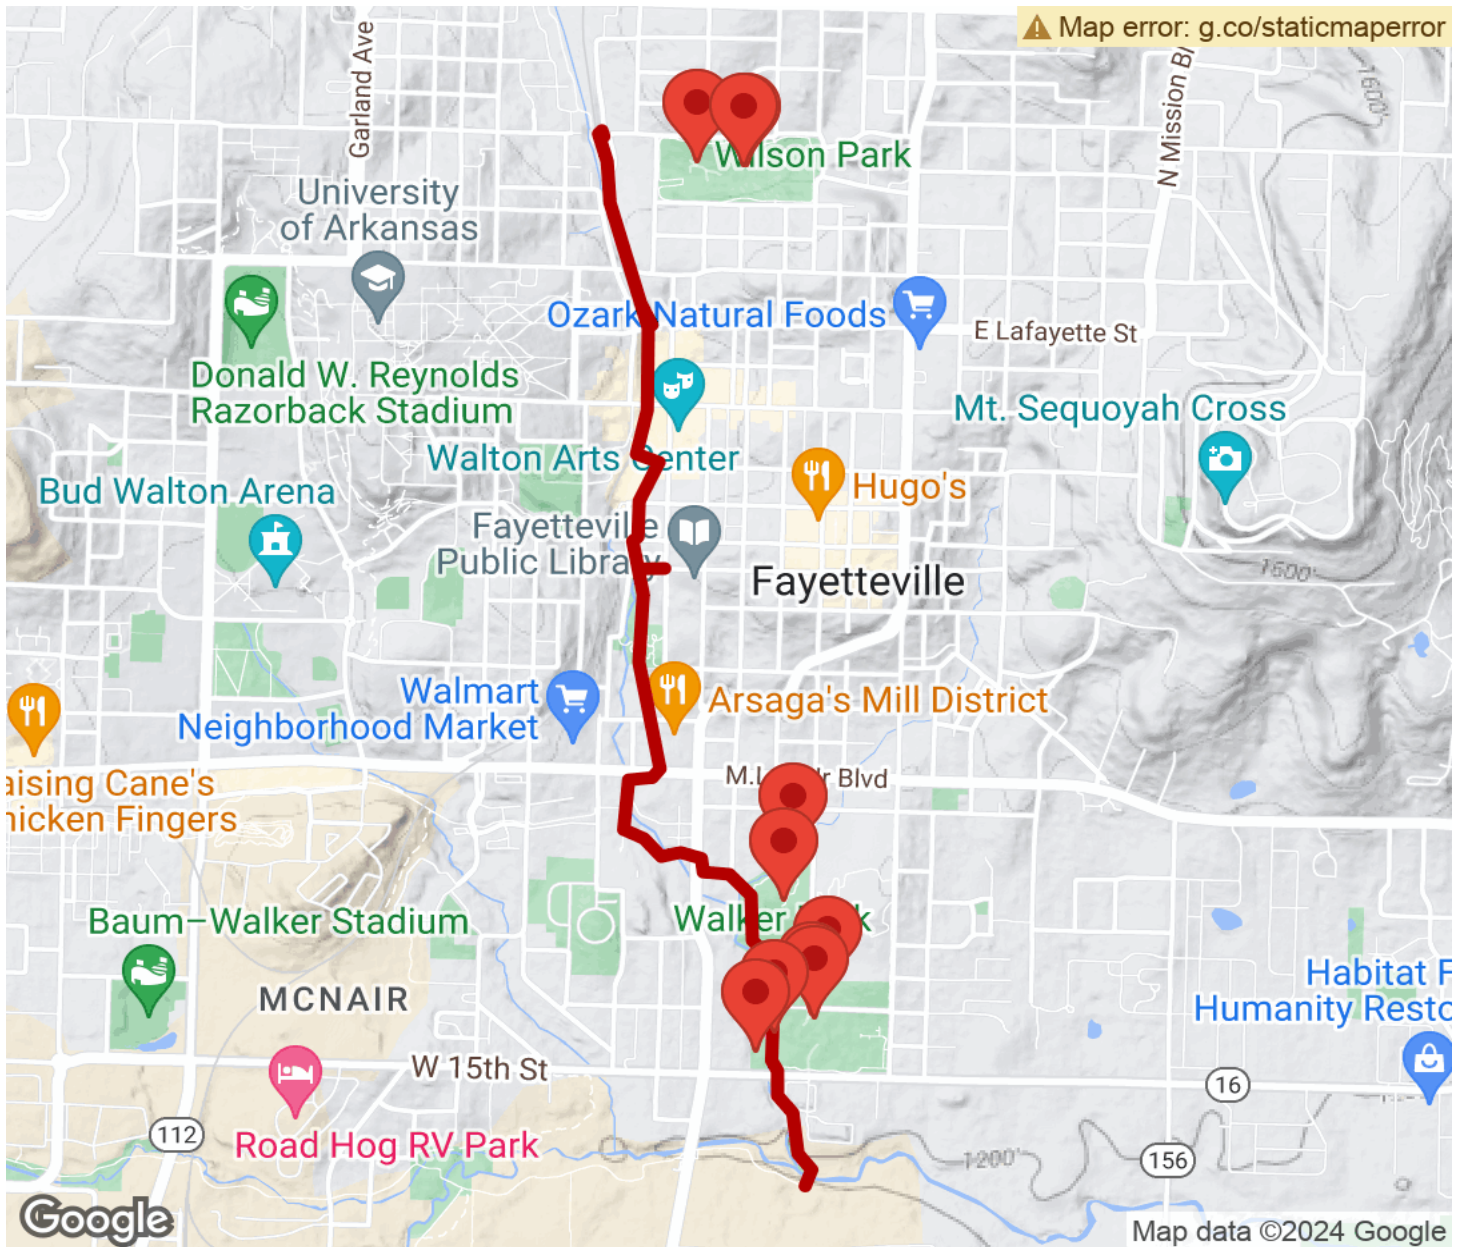 Map error: g.co/staticmaperror
Garland Ave
N Mission Bl
1600'
Wilson Park
University
of Arkansas
Ozark Natural Foods
E Lafayette St
Donald W. Reynolds
Razorback Stadium
Mt. Sequoyah Cross
Walton Arts Center
Bud Walton Arena
Hugo's
Fayetteville
Public Library
Fayetteville
1600'
Walmart
Neighborhood Market
Arsaga's Mill District
aising Cane's
hicken Fingers
M.L
r Blvd
Baum–Walker Stadium
Walker
k
MCNAIR
Habitat F
Humanity Resto
W 15th St
16
112
Road Hog RV Park
1200'
156
Google
Map data ©2024 Google